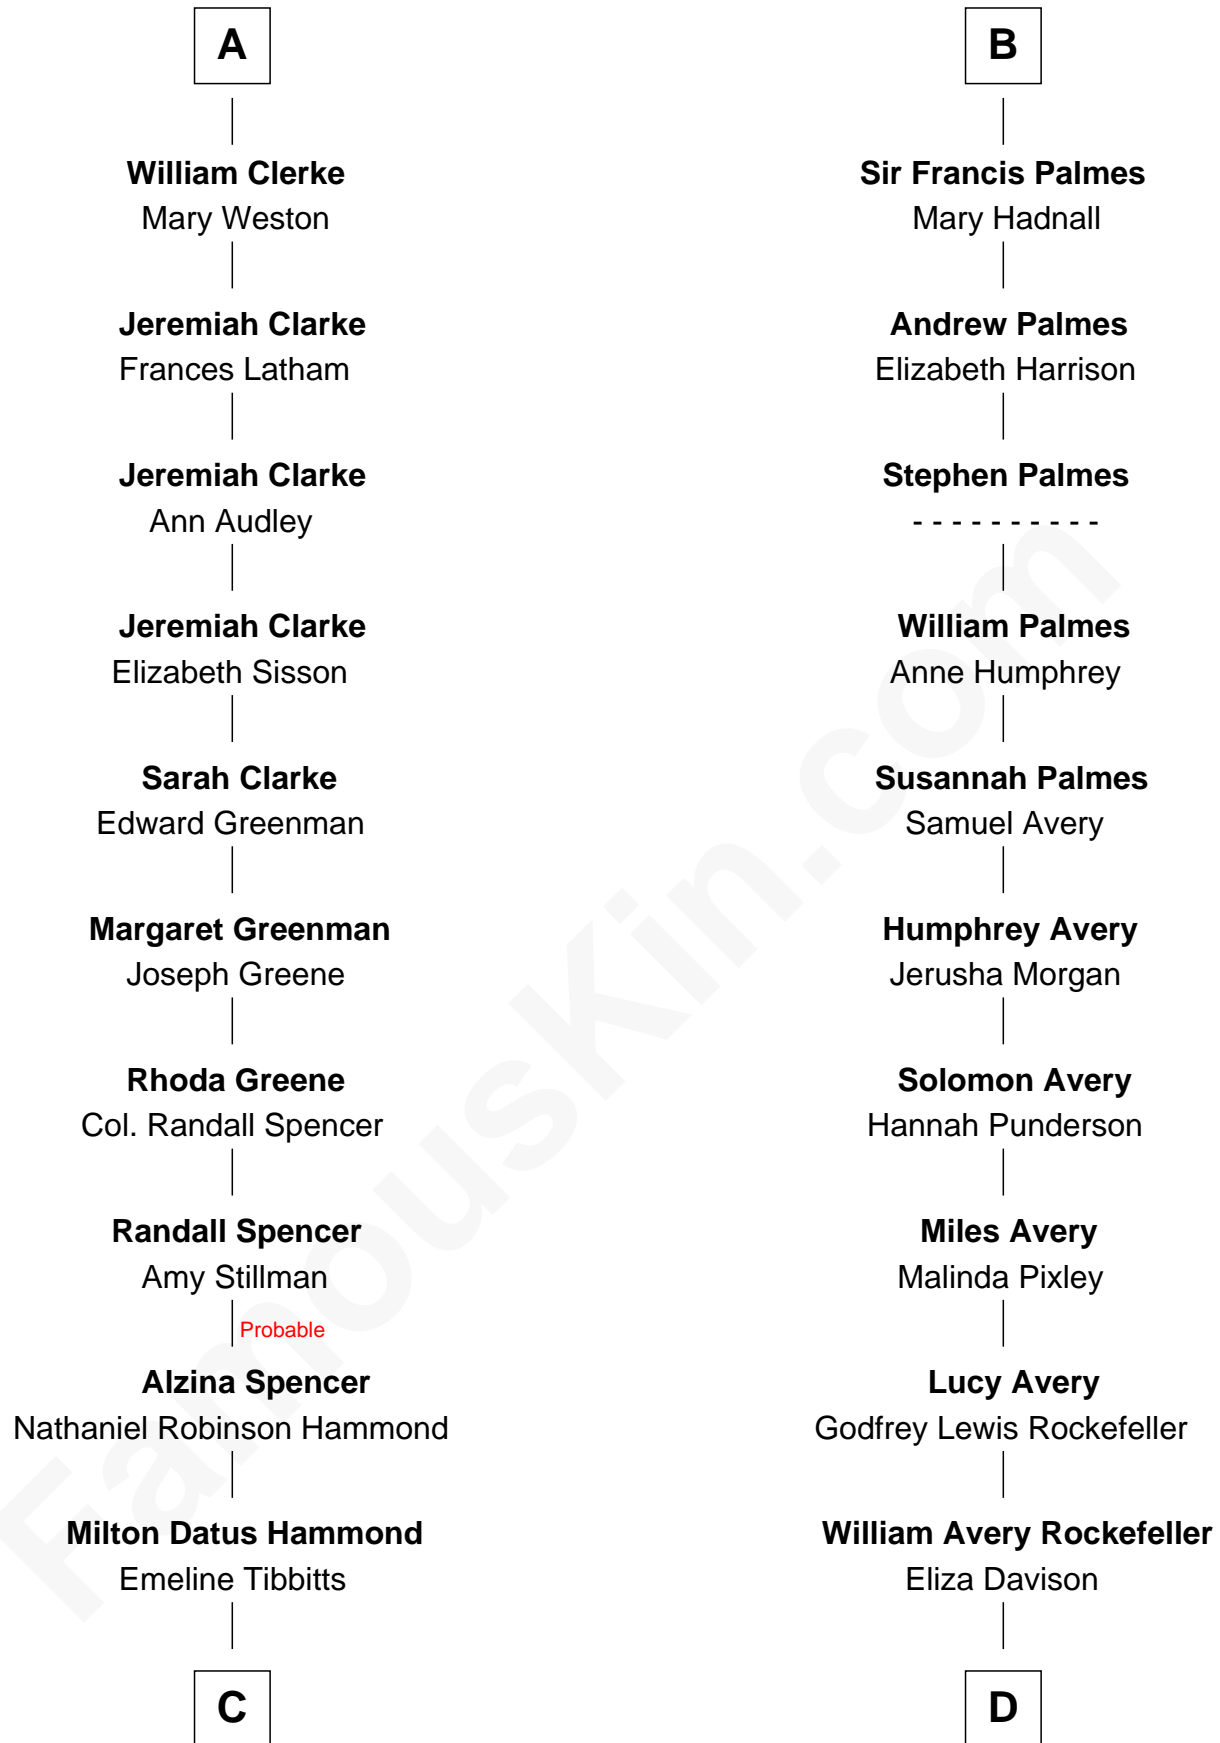 A
William Clerke
Mary Weston
Jeremiah Clarke
Frances Latham
Jeremiah Clarke
Ann Audley
Jeremiah Clarke
Elizabeth Sisson
Sarah Clarke
Edward Greenman
Margaret Greenman
Joseph Greene
Rhoda Greene
Col. Randall Spencer
Randall Spencer
Amy Stillman
Probable
Alzina Spencer
Nathaniel Robinson Hammond
Milton Datus Hammond
Emeline Tibbitts
C
B
Sir Francis Palmes
Mary Hadnall
Andrew Palmes
Elizabeth Harrison
Stephen Palmes
- - - - - - - - - -
William Palmes
Anne Humphrey
Susannah Palmes
Samuel Avery
Humphrey Avery
Jerusha Morgan
Solomon Avery
Hannah Punderson
Miles Avery
Malinda Pixley
Lucy Avery
Godfrey Lewis Rockefeller
William Avery Rockefeller
Eliza Davison
D
FamousKin.com